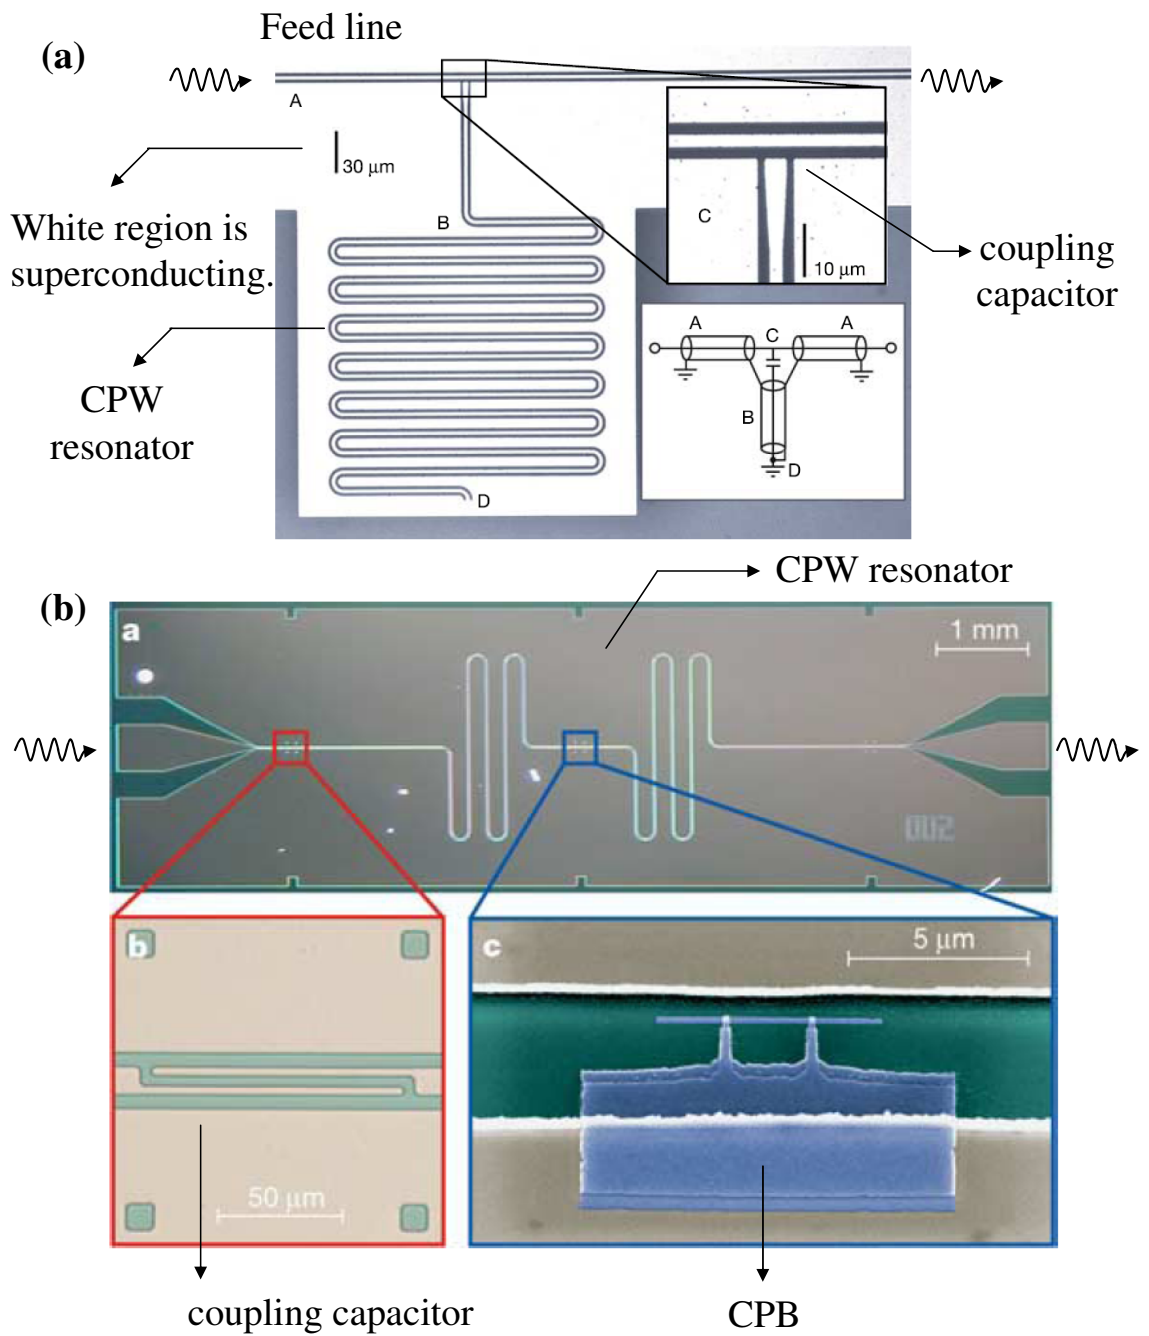 Feed line
(a)
A
30 μm
White region is
superconducting.
B
C
10 μm
coupling
capacitor
CPW
resonator
A
C
A
B
D
D
CPW resonator
(b)
a
1 mm
002
b
50 μm
c
5 μm
coupling capacitor
CPB